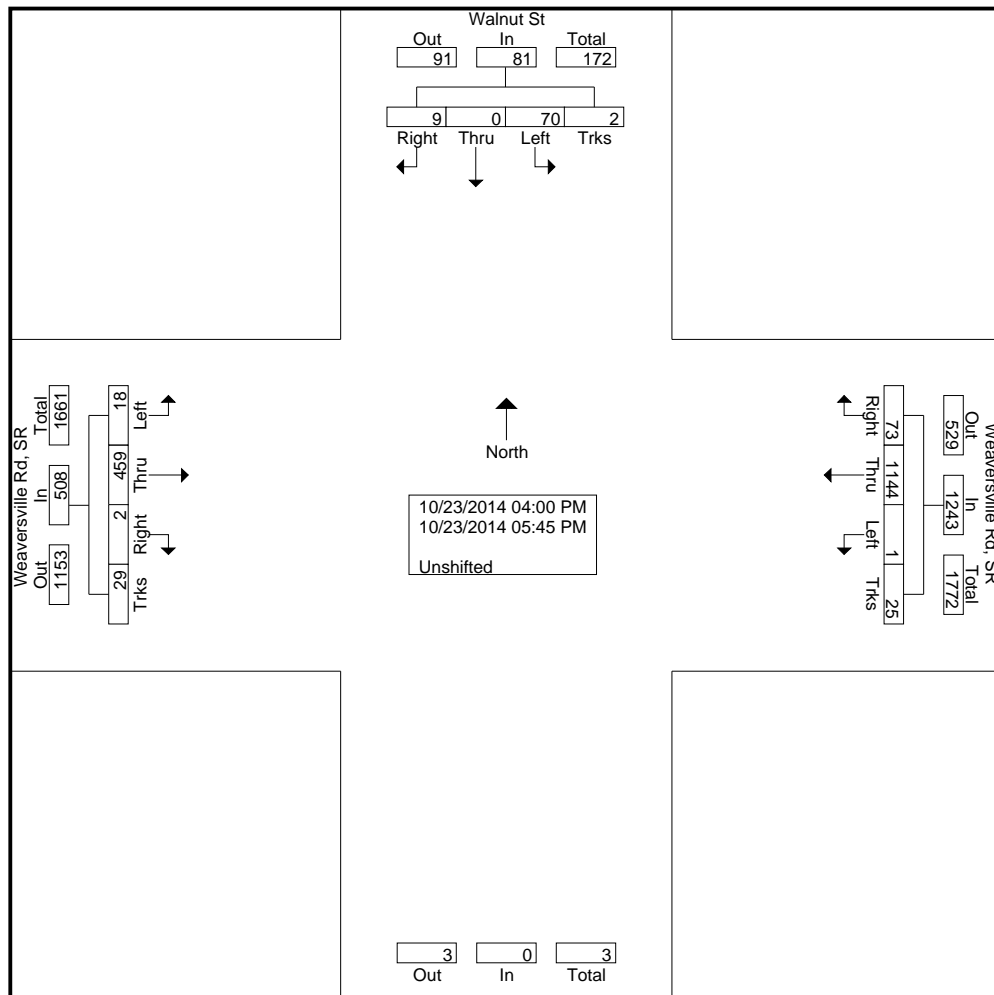 Walnut St
Out In Total
91 81 172
9 0 70 2
Right Thru Left Trks
Weaversville Rd, SR
Total In Out
1661 508 1153
18 459 2 29
Left Thru Right Trks
North
10/23/2014 04:00 PM
10/23/2014 05:45 PM
Unshifted
Right Thru Left Trks
73 1144 1 25
Out In Total
529 1243 1772
Weaversville Rd, SR
3 0 3
Out In Total